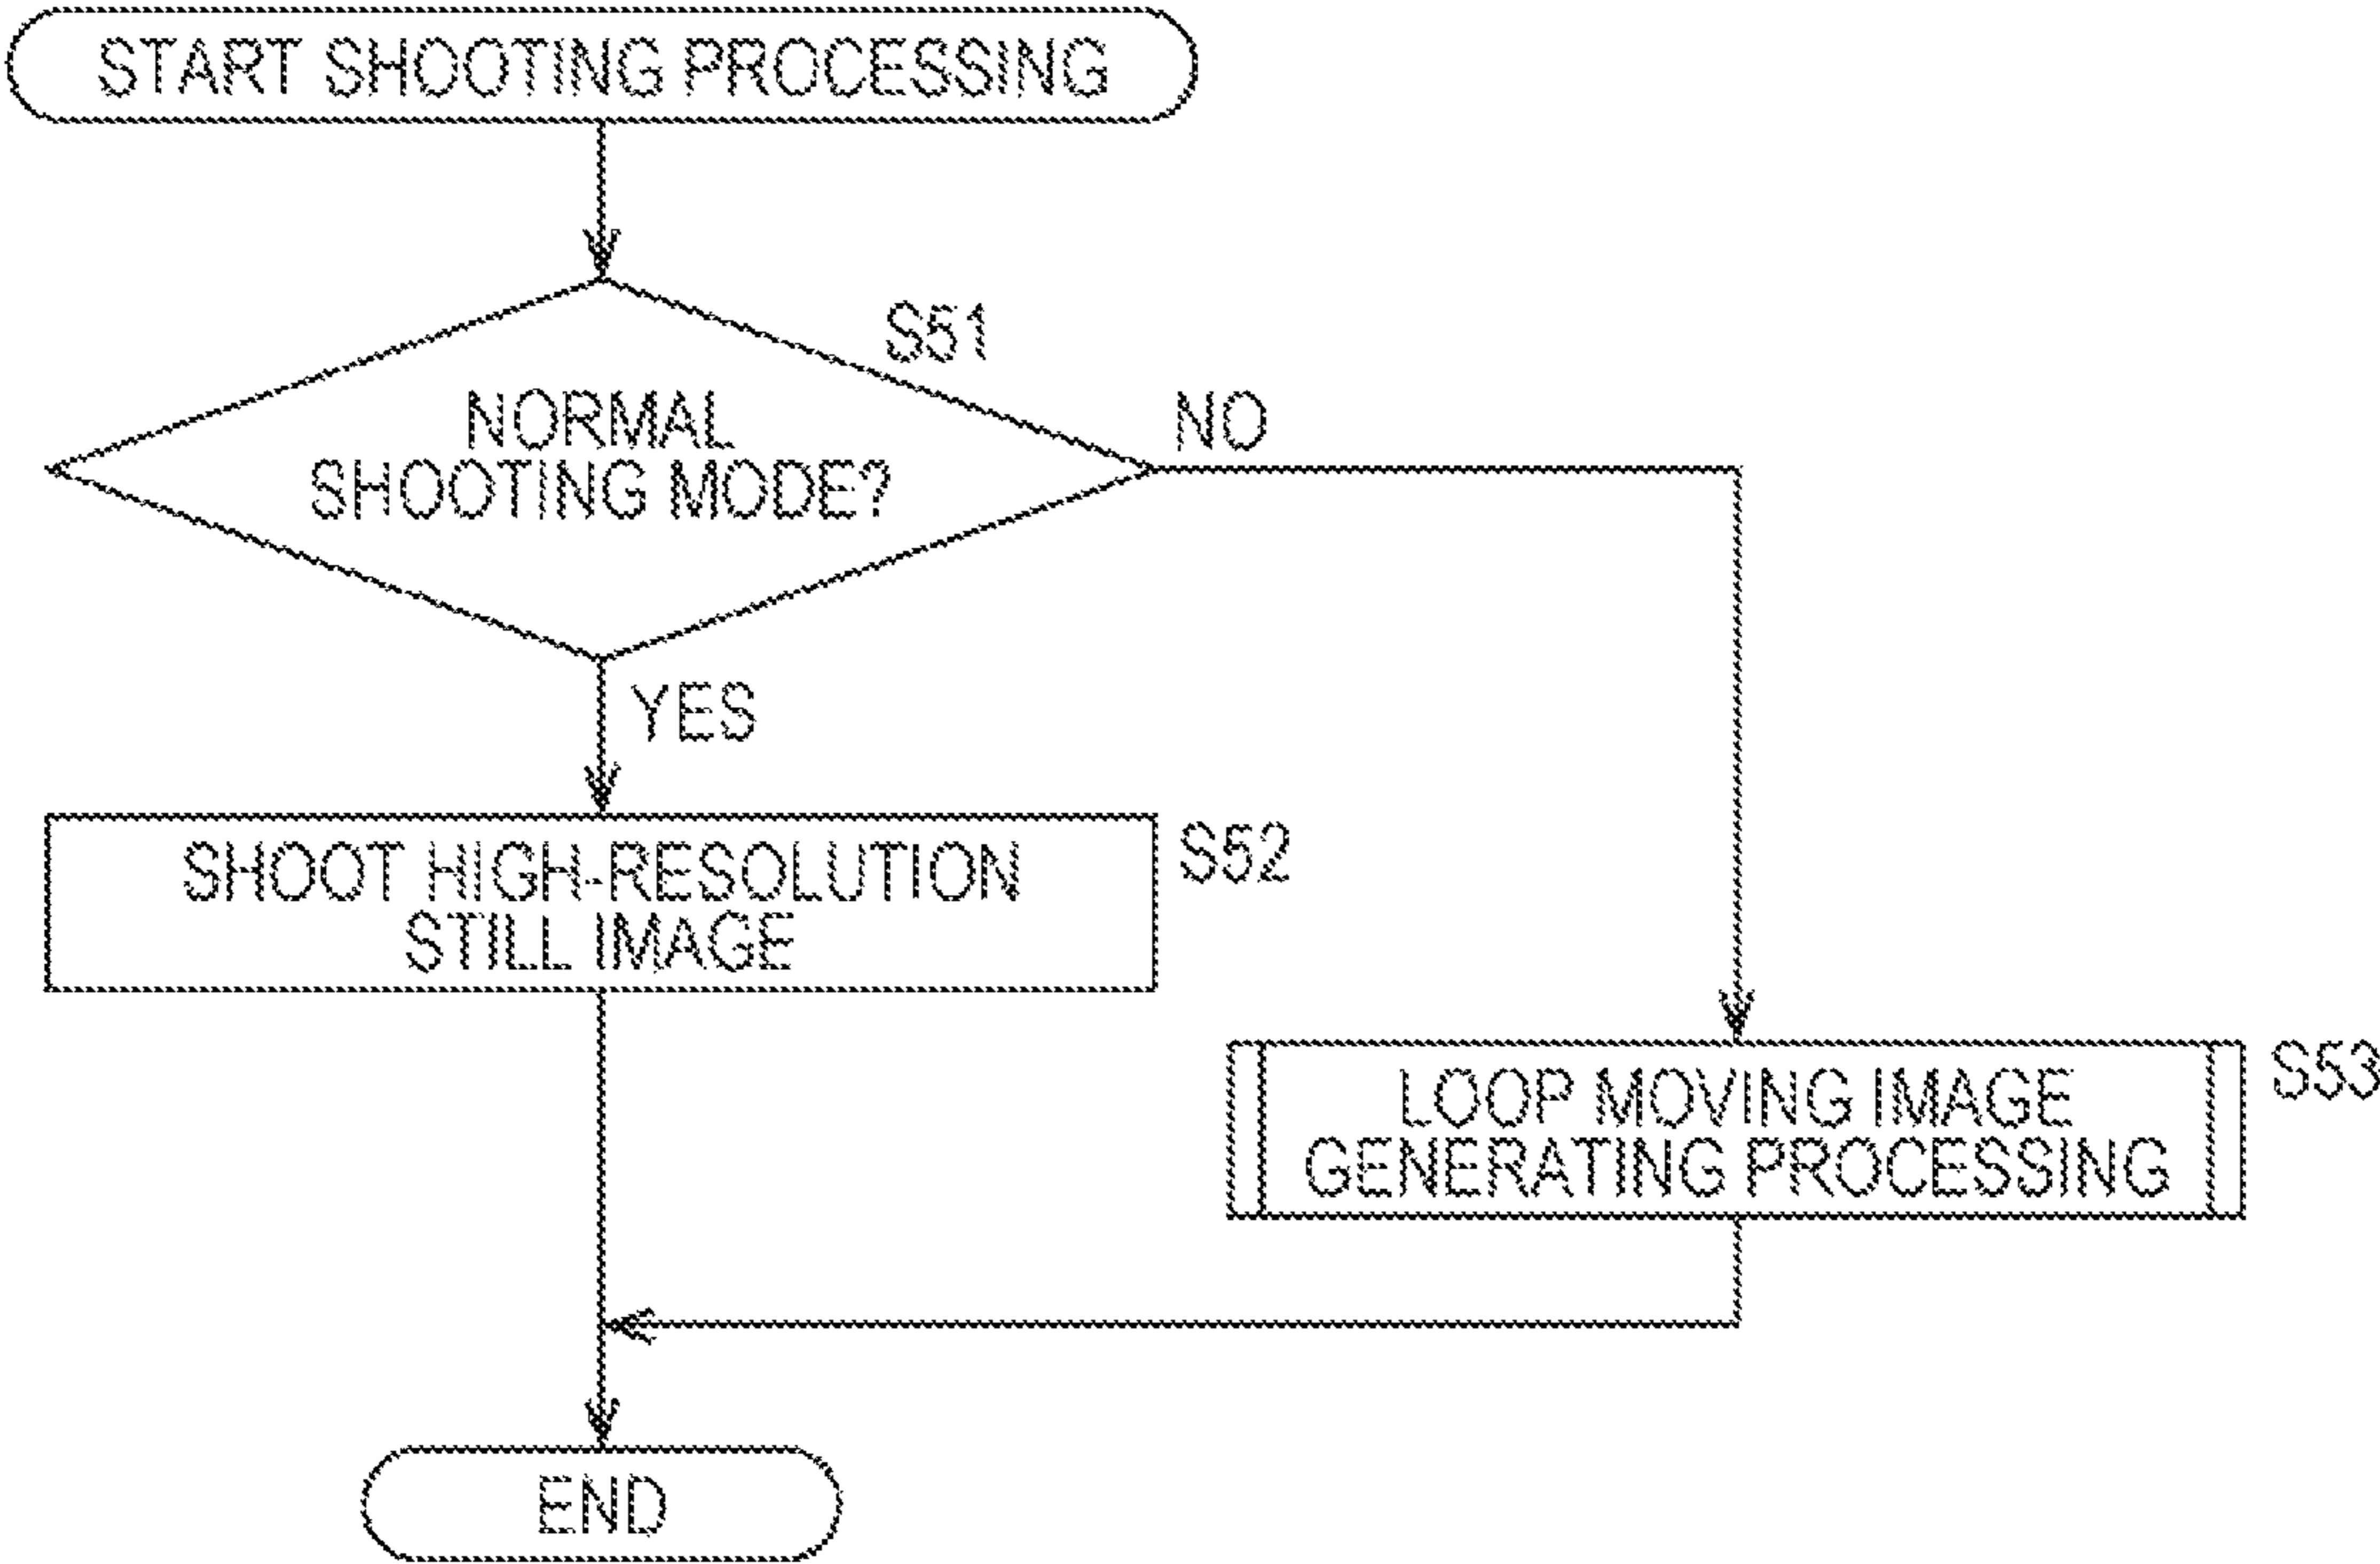 START SHOOTING PROCESSING
S51
NORMAL
SHOOTING MODE?
NO
YES
SHOOT HIGH-RESOLUTION
STILL IMAGE
S52
LOOP MOVING IMAGE
GENERATING PROCESSING
S53
END